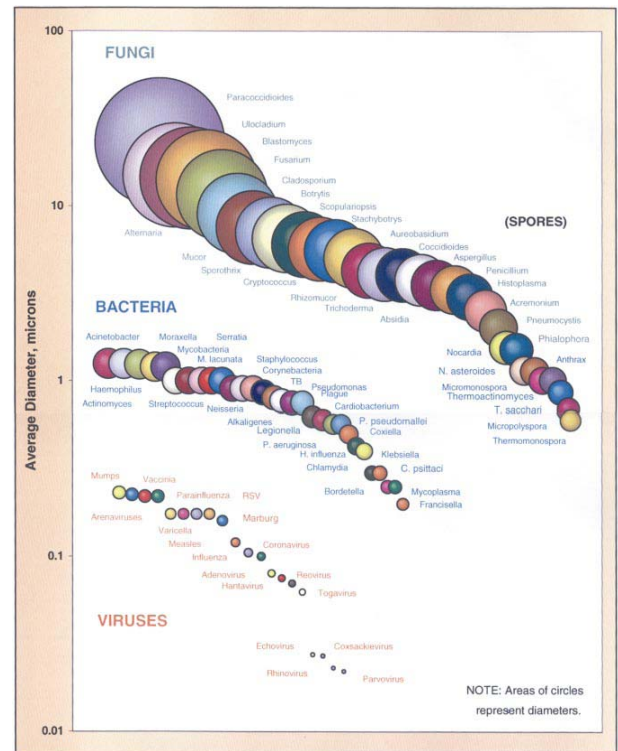 FUNGI
100
Paracoccidioides
Ulocladium
Blastomyces
Fusarium
Cladosporium
10
Botrytis
Scopulariopsis
(SPORES)
Stachybotrys
Alternaria
Aureobasidium
Coccidioides
Mucor
Aspergillus
Sporothrix
Penicillium
Cryptococcus
Histoplasma
Rhizomucor
Acremonium
BACTERIA
Trichoderma
Absidia
Pneumocystis
Acinetobacter
Moraxella
Serratia
Phialophora
Mycobacteria
Nocardia
Anthrax
M. lacunata
Staphylococcus
Corynebacteria
N. asteroides
1
TB
Haemophilus
Pseudomonas
Micromonospora
Plague
Thermoactinomyces
Actinomyces
Streptococcus
Cardiobacterium
T. sacchari
Neisseria
Alkaligenes
P. pseudomallei
Micropolyspora
Legionella
Coxiella
P. aeruginosa
Thermomonospora
H. influenza
Klebsiella
Chlamydia
C. psittaci
Mumps
Vaccinia
Bordetella
Mycoplasma
Parainfluenza
RSV
Francisella
Arenaviruses
Marburg
Varicella
Measles
Coronavirus
Influenza
0.1
Adenovirus
Reovirus
Hantavirus
Togavirus
VIRUSES
Echovirus
Coxsackievirus
Rhinovirus
Parvovirus
NOTE: Areas of circles
represent diameters.
0.01
Average Diameter, microns